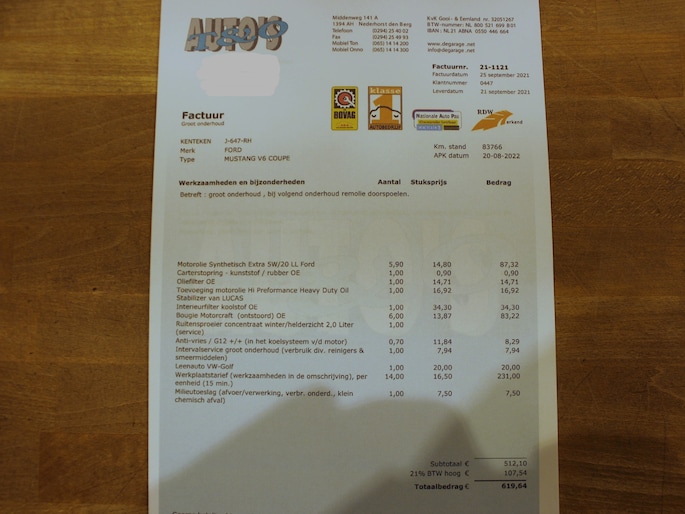 AUTO'S
Middenweg 141 A
1394 AH Nederhorst den Berg
Telefoon (0294) 25 40 02
Fax (0294) 25 49 93
Mobiel Ton (065) 14 14 200
Mobiel Onno (065) 14 14 300
KvK Gooi- & Eemland nr. 32051267
BTW-nummer: NL 800 521 699 B01
IBAN : NL21 ABNA 0550 446 664
www.degarage.net
info@degarage.net
Factuurnr. 21-1121
Factuurdatum 25 september 2021
Klantnummer 0447
Leverdatum 21 september 2021
BOVAG
klasse
1
AUTOBEDRIJF
Nationale Auto Pas
RDW
erkend
Factuur
Groot onderhoud
KENTEKEN J-647-RH
Merk FORD
Type MUSTANG V6 COUPE
Km. stand 83766
APK datum 20-08-2022
Werkzaamheden en bijzonderheden Aantal Stuksprijs Bedrag
Betreft : groot onderhoud , bij volgend onderhoud remolie doorspoelen.
Motorolie Synthetisch Extra 5W/20 LL Ford 5,90 14,80 87,32
Carterstopring - kunststof / rubber OE 1,00 0,90 0,90
Oliefilter OE 1,00 14,71 14,71
Toevoeging motorolie Hi Preformance Heavy Duty Oil 1,00 16,92 16,92
Stabilizer van LUCAS
Interieurfilter koolstof OE 1,00 34,30 34,30
Bougie Motorcraft (ontstoord) OE 6,00 13,87 83,22
Ruitensproeier concentraat winter/helderzicht 2,0 Liter 1,00
(service)
Anti-vries / G12 +/+ (in het koelsysteem v/d motor) 0,70 11,84 8,29
Intervalservice groot onderhoud (verbruik div. reinigers & 1,00 7,94 7,94
smeermiddelen)
Leenauto VW-Golf 1,00 20,00 20,00
Werkplaatstarief (werkzaamheden in de omschrijving), per 14,00 16,50 231,00
eenheid (15 min.)
Milieutoeslag (afvoer/verwerking, verbr. onderd., klein 1,00 7,50 7,50
chemisch afval)
Subtotaal € 512,10
21% BTW hoog € 107,54
Totaalbedrag € 619,64